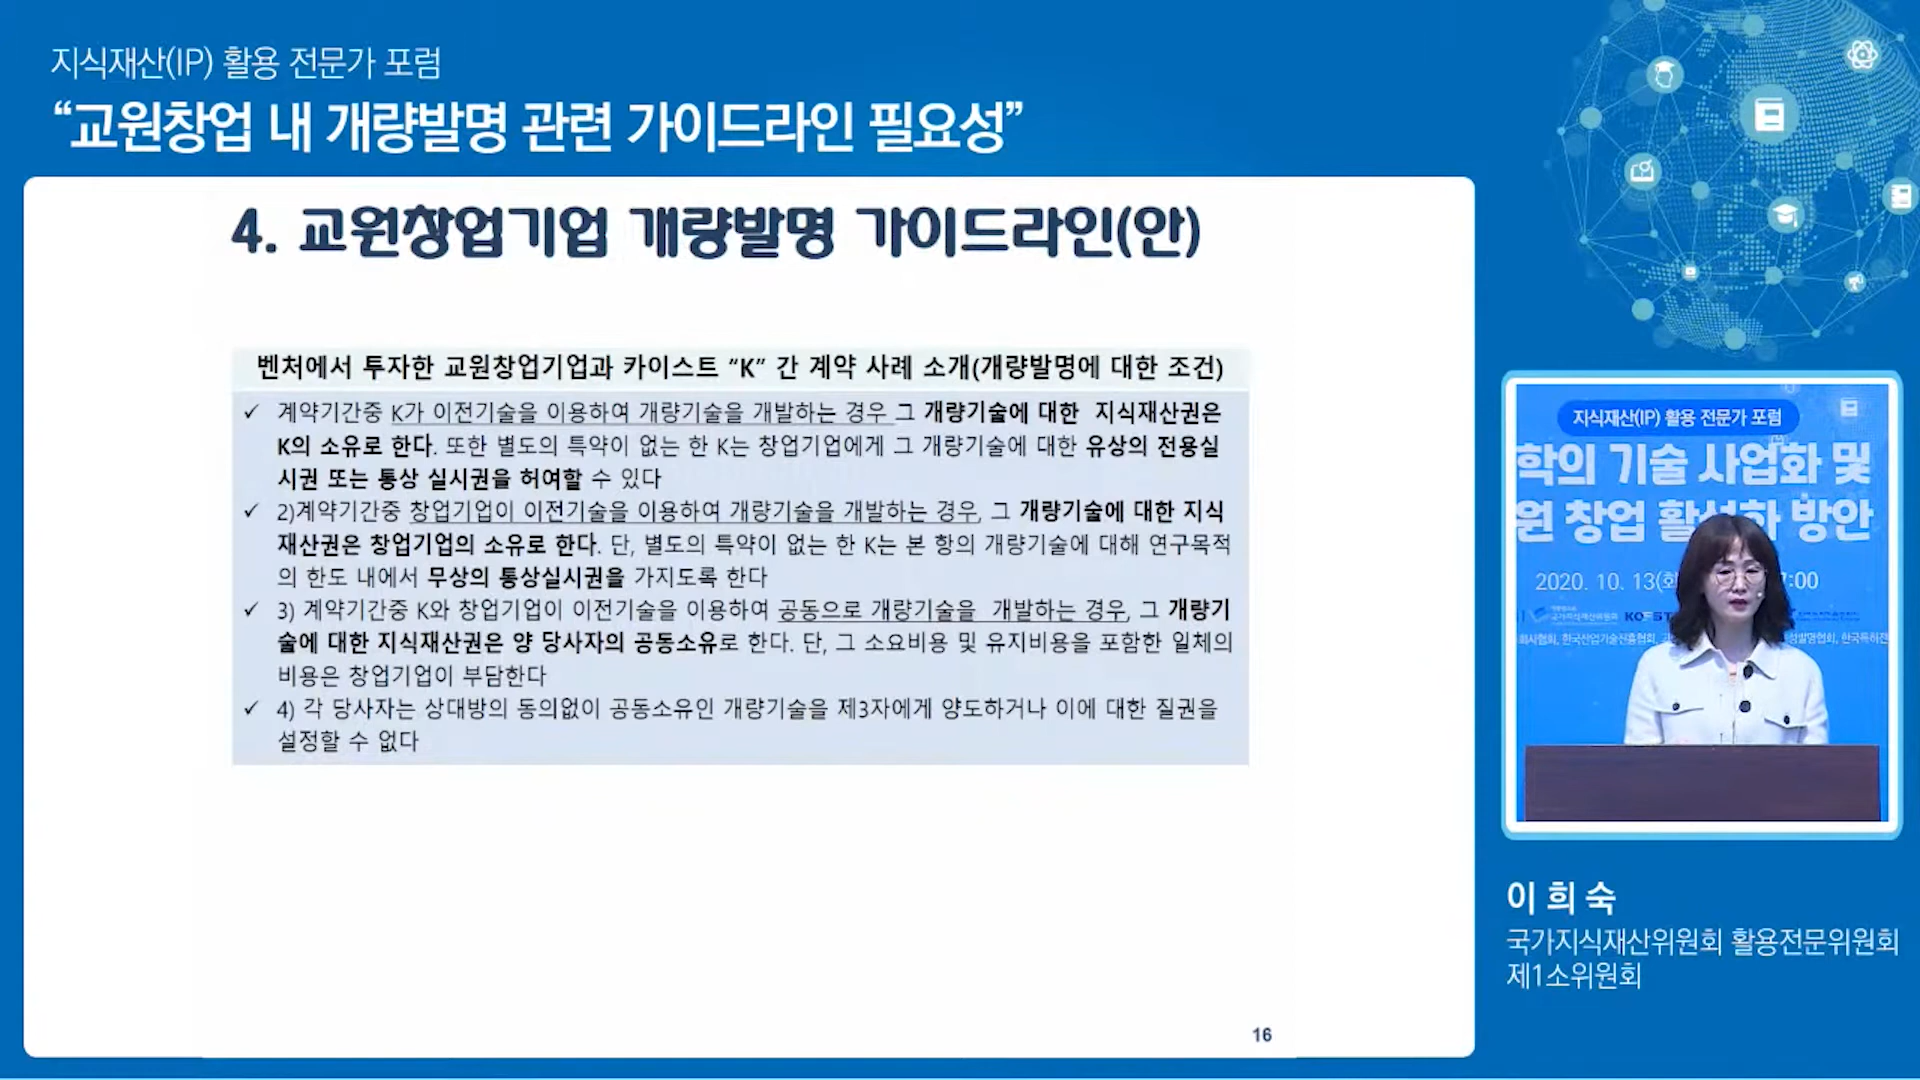 지식재산(IP) 활용 전문가 포럼
“교원창업 내 개량발명 관련 가이드라인 필요성”
4. 교원창업기업 개량발명 가이드라인(안)
벤처에서 투자한 교원창업기업과 카이스트 “K” 간 계약 사례 소개(개량발명에 대한 조건)
✓ 계약기간중 K가 이전기술을 이용하여 개량기술을 개발하는 경우 그 개량기술에 대한 지식재산권은
K의 소유로 한다. 또한 별도의 특약이 없는 한 K는 창업기업에게 그 개량기술에 대한 유상의 전용실
시권 또는 통상 실시권을 허여할 수 있다
✓ 2)계약기간중 창업기업이 이전기술을 이용하여 개량기술을 개발하는 경우, 그 개량기술에 대한 지식
재산권은 창업기업의 소유로 한다. 단, 별도의 특약이 없는 한 K는 본 항의 개량기술에 대해 연구목적
의 한도 내에서 무상의 통상실시권을 가지도록 한다
✓ 3) 계약기간중 K와 창업기업이 이전기술을 이용하여 공동으로 개량기술을 개발하는 경우, 그 개량기
술에 대한 지식재산권은 양 당사자의 공동소유로 한다. 단, 그 소요비용 및 유지비용을 포함한 일체의
비용은 창업기업이 부담한다
✓ 4) 각 당사자는 상대방의 동의없이 공동소유인 개량기술을 제3자에게 양도하거나 이에 대한 질권을
설정할 수 없다
16
지식재산(IP) 활용 전문가 포럼
학의 기술 사업화 및
원 창업 활성화 방안
2020. 10. 13(화 7:00
국가지식재산위원회
한국산업기술진흥협회,
이 희 숙
국가지식재산위원회 활용전문위원회
제1소위원회